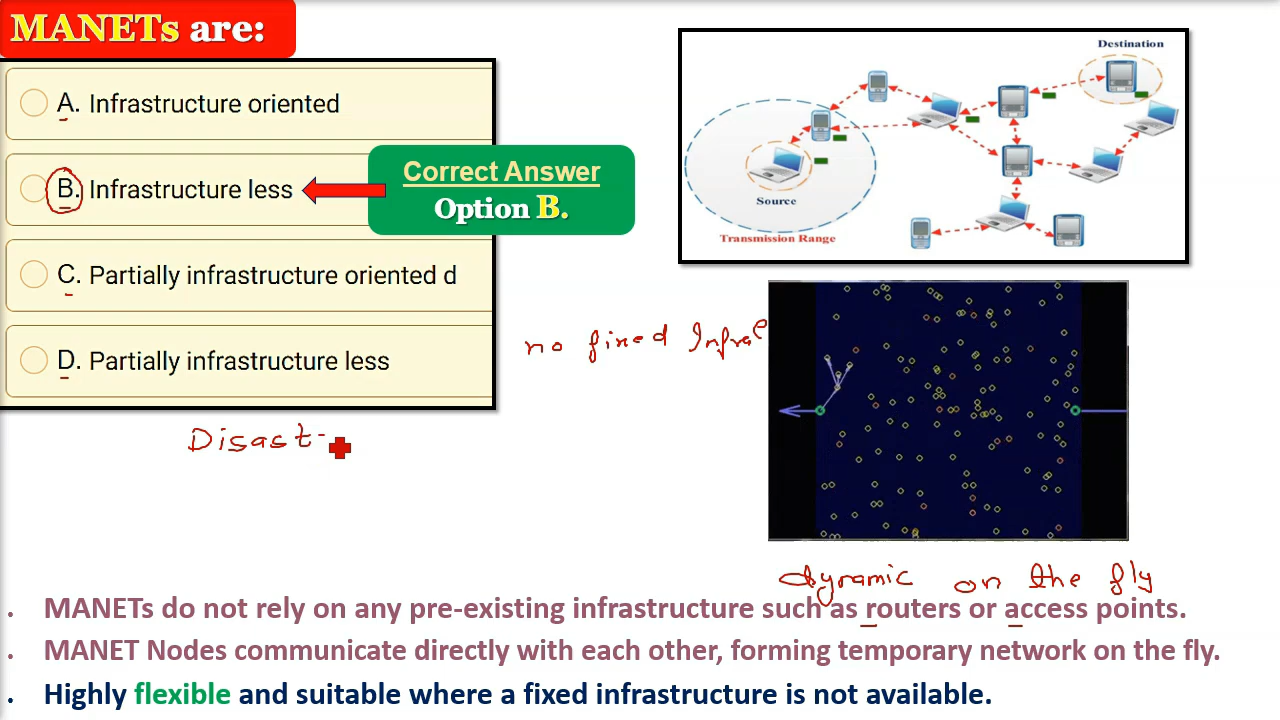 MANETs are:
A. Infrastructure oriented
B. Infrastructure less
Correct Answer
Option B.
C. Partially infrastructure oriented d
D. Partially infrastructure less
Destination
Source
Transmission Range
no fixed Infra
Disast
dynamic on the fly
. MANETs do not rely on any pre-existing infrastructure such as routers or access points.
. MANET Nodes communicate directly with each other, forming temporary network on the fly.
. Highly flexible and suitable where a fixed infrastructure is not available.